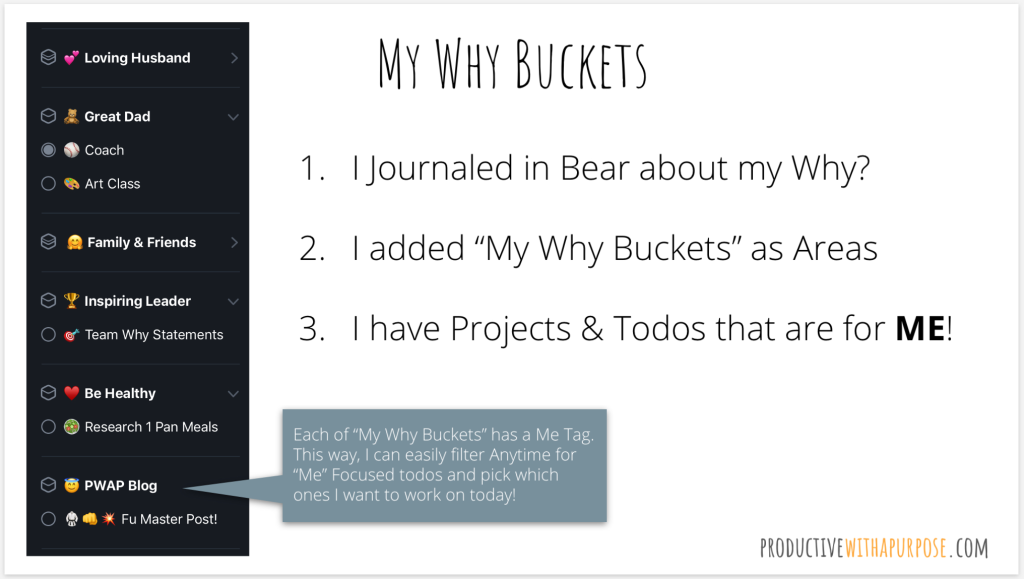 Loving Husband
Great Dad
Coach
Art Class
Family & Friends
Inspiring Leader
Team Why Statements
Be Healthy
Research 1 Pan Meals
PWAP Blog
Fu Master Post!
My Why Buckets
1. I Journaled in Bear about my Why?
2. I added “My Why Buckets” as Areas
3. I have Projects & Todos that are for ME!
Each of “My Why Buckets” has a Me Tag.
This way, I can easily filter Anytime for
“Me” Focused todos and pick which
ones I want to work on today!
PRODUCTIVEWITHAPURPOSE.COM